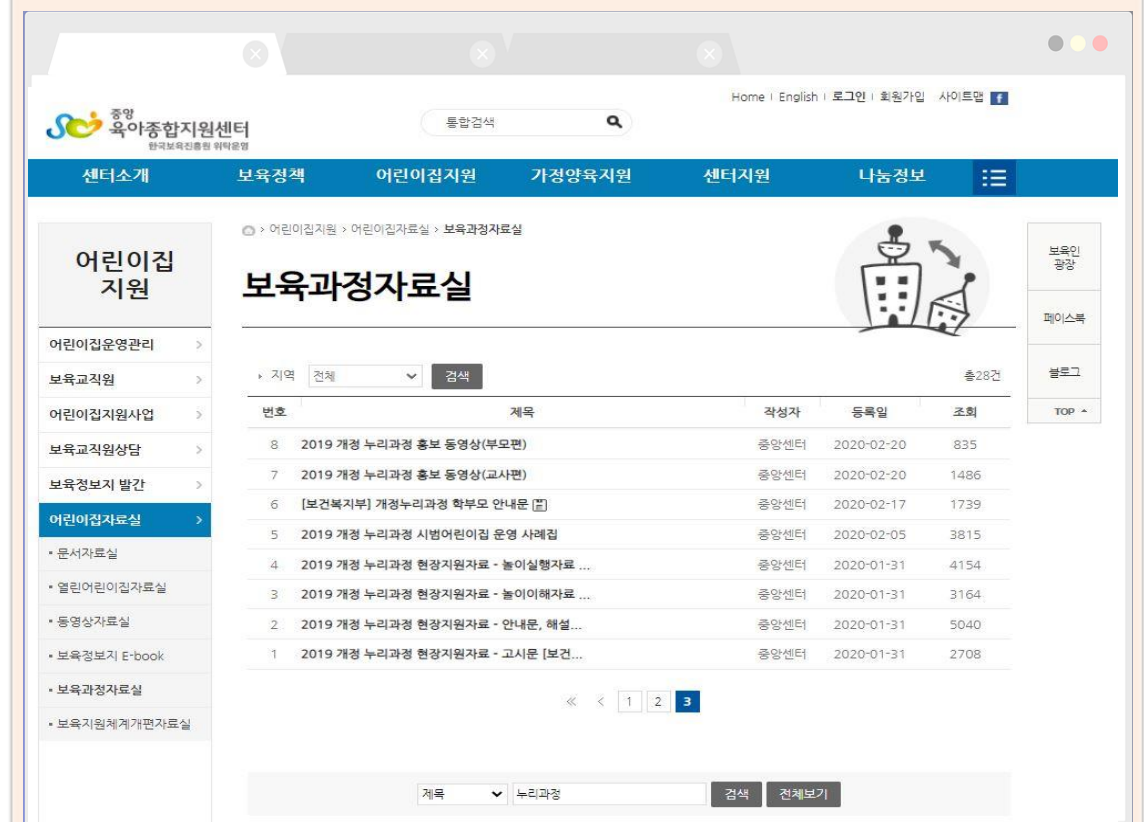 Home | English | 로그인 | 회원가입 사이트맵 f
중앙
육아종합지원센터
한국보육진흥원 위탁운영
통합검색
센터소개 보육정책 어린이집지원 가정양육지원 센터지원 나눔정보
어린이집
지원
어린이집운영관리 >
보육교직원 >
어린이집지원사업 >
보육교직원상담 >
보육정보지 발간 >
어린이집자료실 >
▪ 문서자료실
▪ 열린어린이집자료실
▪ 동영상자료실
▪ 보육정보지 E-book
▪ 보육과정자료실
▪ 보육지원체계개편자료실
> 어린이집지원 > 어린이집자료실 > 보육과정자료실
보육과정자료실
지역 전체 검색 총28건
번호 제목 작성자 등록일 조회
8 2019 개정 누리과정 홍보 동영상(부모편) 중앙센터 2020-02-20 835
7 2019 개정 누리과정 홍보 동영상(교사편) 중앙센터 2020-02-20 1486
6 [보건복지부] 개정누리과정 학부모 안내문 중앙센터 2020-02-17 1739
5 2019 개정 누리과정 시범어린이집 운영 사례집 중앙센터 2020-02-05 3815
4 2019 개정 누리과정 현장지원자료 - 놀이실행자료 ... 중앙센터 2020-01-31 4154
3 2019 개정 누리과정 현장지원자료 - 놀이이해자료 ... 중앙센터 2020-01-31 3164
2 2019 개정 누리과정 현장지원자료 - 안내문, 해설... 중앙센터 2020-01-31 5040
1 2019 개정 누리과정 현장지원자료 - 고시문 [보건... 중앙센터 2020-01-31 2708
« < 1 2 3
제목 누리과정 검색 전체보기
보육인
광장
페이스북
블로그
TOP